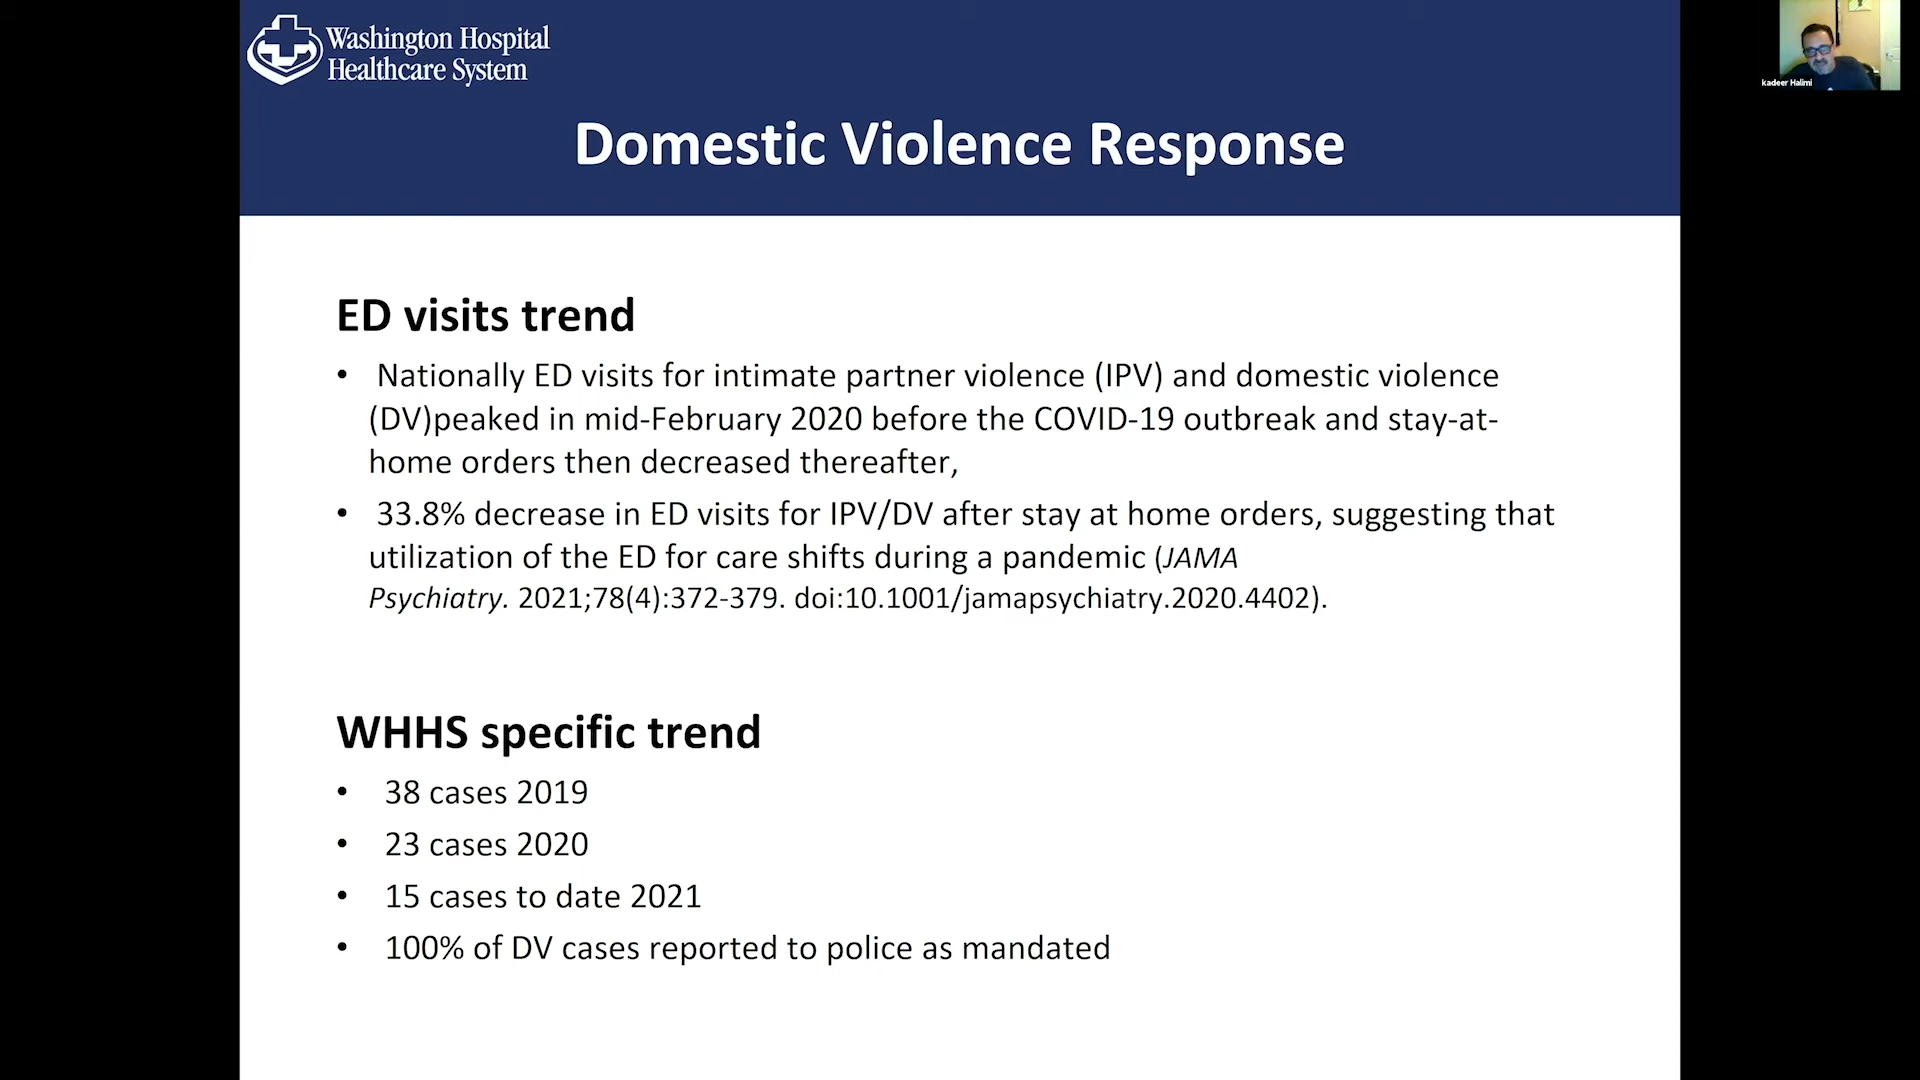 Washington Hospital
Healthcare System
kadeer Halimi
Domestic Violence Response
ED visits trend
• Nationally ED visits for intimate partner violence (IPV) and domestic violence
(DV)peaked in mid-February 2020 before the COVID-19 outbreak and stay-at-
home orders then decreased thereafter,
• 33.8% decrease in ED visits for IPV/DV after stay at home orders, suggesting that
utilization of the ED for care shifts during a pandemic (JAMA
Psychiatry. 2021;78(4):372-379. doi:10.1001/jamapsychiatry.2020.4402).
WHHS specific trend
• 38 cases 2019
• 23 cases 2020
• 15 cases to date 2021
• 100% of DV cases reported to police as mandated